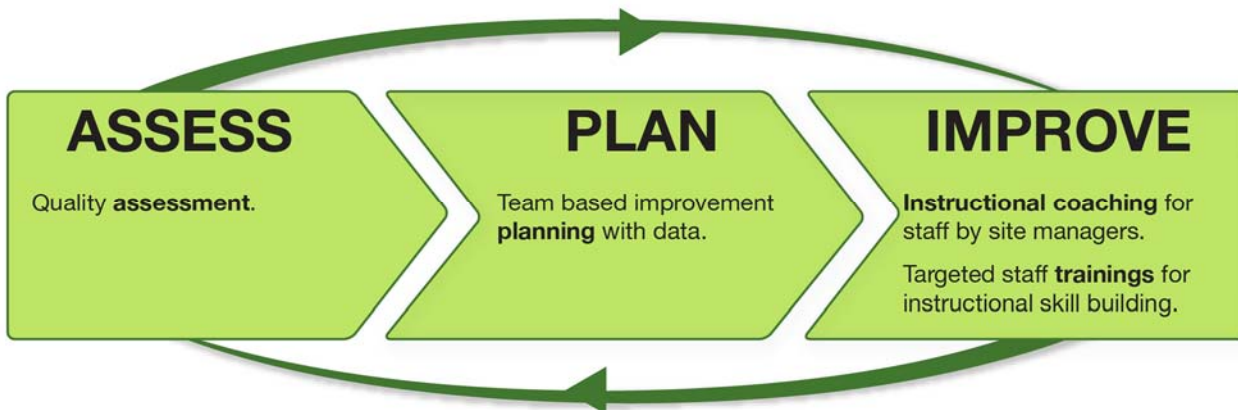 ASSESS
Quality assessment.
PLAN
Team based improvement
planning with data.
IMPROVE
Instructional coaching for
staff by site managers.
Targeted staff trainings for
instructional skill building.